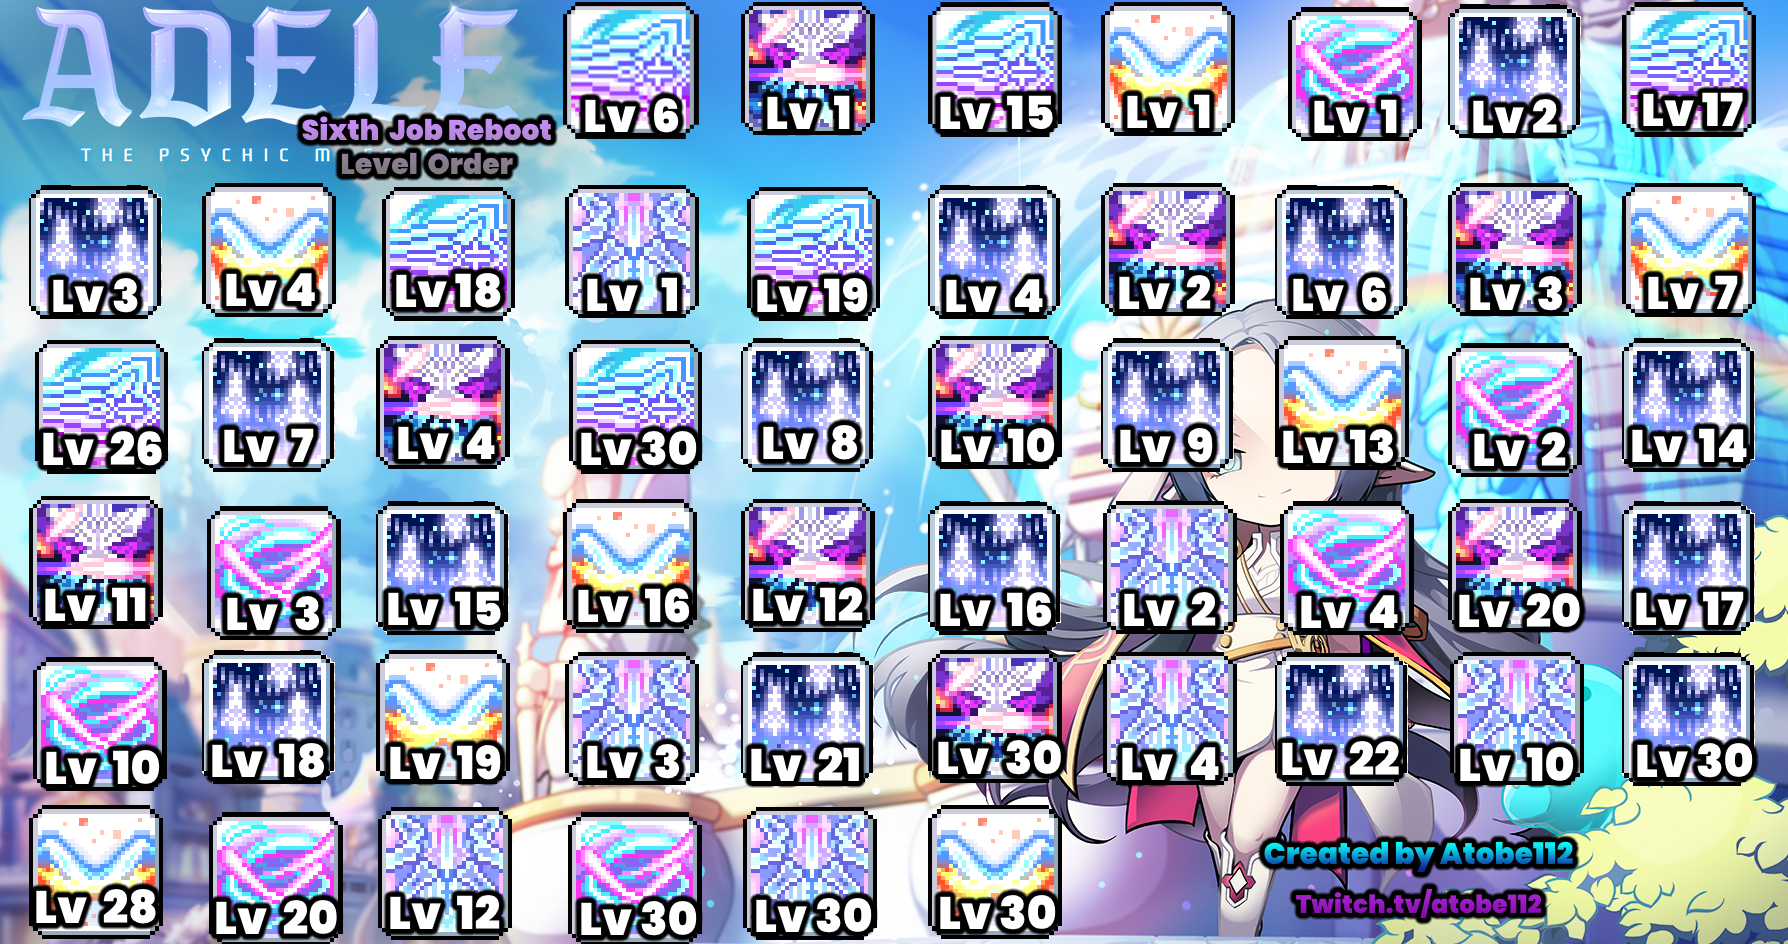 ADELE
THE PSYCHIC M
Sixth Job Reboot
Level Order
Lv 6 Lv 1 Lv 15 Lv 1 Lv 1 Lv 2 Lv 17
Lv 3 Lv 4 Lv 18 Lv 1 Lv 19 Lv 4 Lv 2 Lv 6 Lv 3 Lv 7
Lv 26 Lv 7 Lv 4 Lv 30 Lv 8 Lv 10 Lv 9 Lv 13 Lv 2 Lv 14
Lv 11 Lv 3 Lv 15 Lv 16 Lv 12 Lv 16 Lv 2 Lv 4 Lv 20 Lv 17
Lv 10 Lv 18 Lv 19 Lv 3 Lv 21 Lv 30 Lv 4 Lv 22 Lv 10 Lv 30
Lv 28 Lv 20 Lv 12 Lv 30 Lv 30 Lv 30
Created by Atobe112
Twitch.tv/atobe112